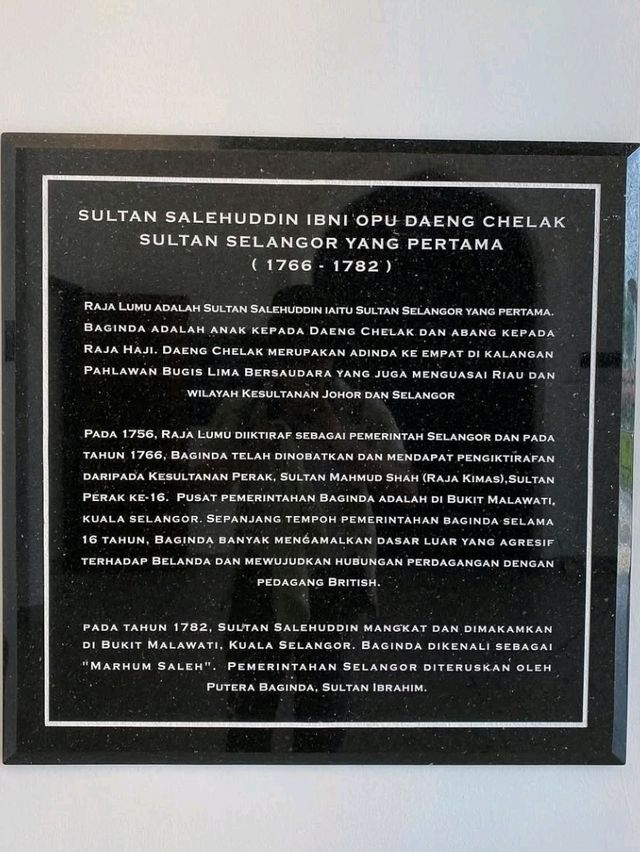 SULTAN SALEHUDDIN IBNI OPU DAENG CHELAK
SULTAN SELANGOR YANG PERTAMA
( 1766 - 1782 )
RAJA LUMU ADALAH SULTAN SALEHUDDIN IAITU SULTAN SELANGOR YANG PERTAMA.
BAGINDA ADALAH ANAK KEPADA DAENG CHELAK DAN ABANG KEPADA
RAJA HAJI. DAENG CHELAK MERUPAKAN ADINDA KE EMPAT DI KALANGAN
PAHLAWAN BUGIS LIMA BERSAUDARA YANG JUGA MENGUASAI RIAU DAN
WILAYAH KESULTANAN JOHOR DAN SELANGOR
PADA 1756, RAJA LUMU DIIKTIRAF SEBAGAI PEMERINTAH SELANGOR DAN PADA
TAHUN 1766, BAGINDA TELAH DINOBATKAN DAN MENDAPAT PENGIKTIRAFAN
DARIPADA KESULTANAN PERAK, SULTAN MAHMUD SHAH (RAJA KIMAS),SULTAN
PERAK KE-16. PUSAT PEMERINTAHAN BAGINDA ADALAH DI BUKIT MALAWATI,
KUALA SELANGOR. SEPANJANG TEMPOH PEMERINTAHAN BAGINDA SELAMA
16 TAHUN, BAGINDA BANYAK MENGAMALKAN DASAR LUAR YANG AGRESIF
TERHADAP BELANDA DAN MEWUJUDKAN HUBUNGAN PERDAGANGAN DENGAN
PEDAGANG BRITISH.
PADA TAHUN 1782, SULTAN SALEHUDDIN MANGKAT DAN DIMAKAMKAN
DI BUKIT MALAWATI, KUALA SELANGOR. BAGINDA DIKENALI SEBAGAI
"MARHUM SALEH". PEMERINTAHAN SELANGOR DITERUSKAN OLEH
PUTERA BAGINDA, SULTAN IBRAHIM.